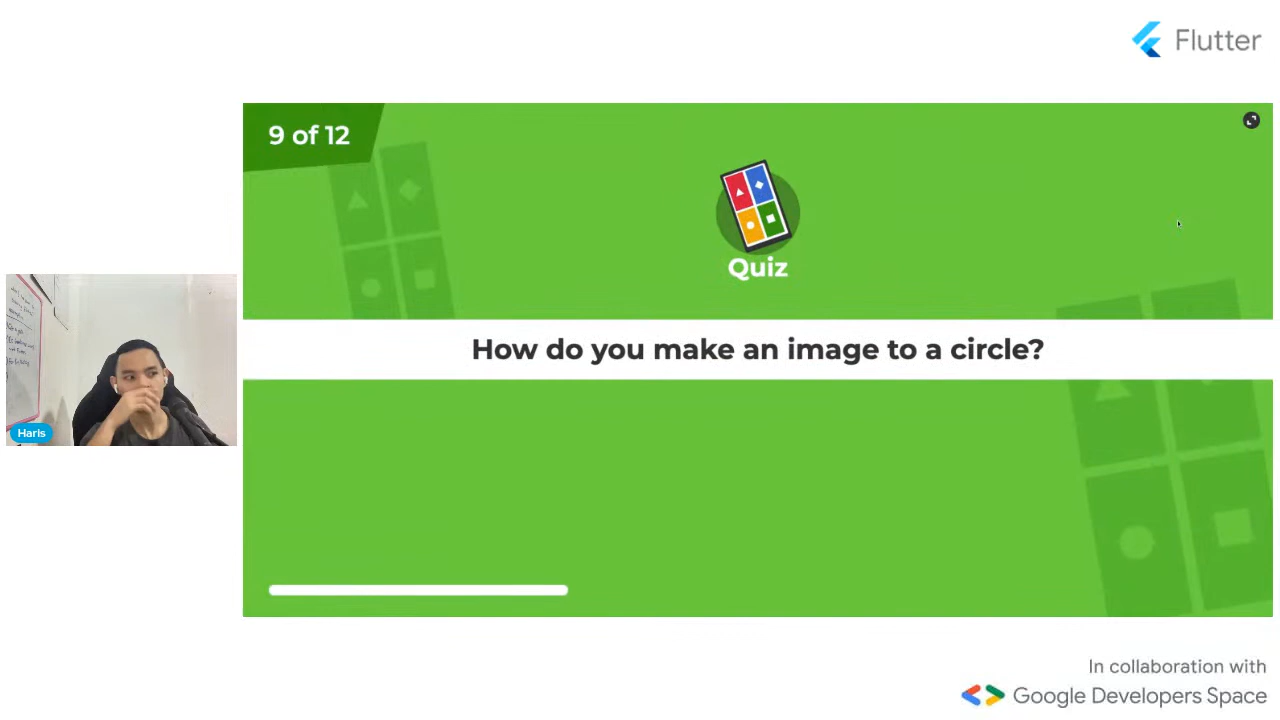 Flutter
9 of 12
Quiz
How do you make an image to a circle?
Haris
In collaboration with
Google Developers Space